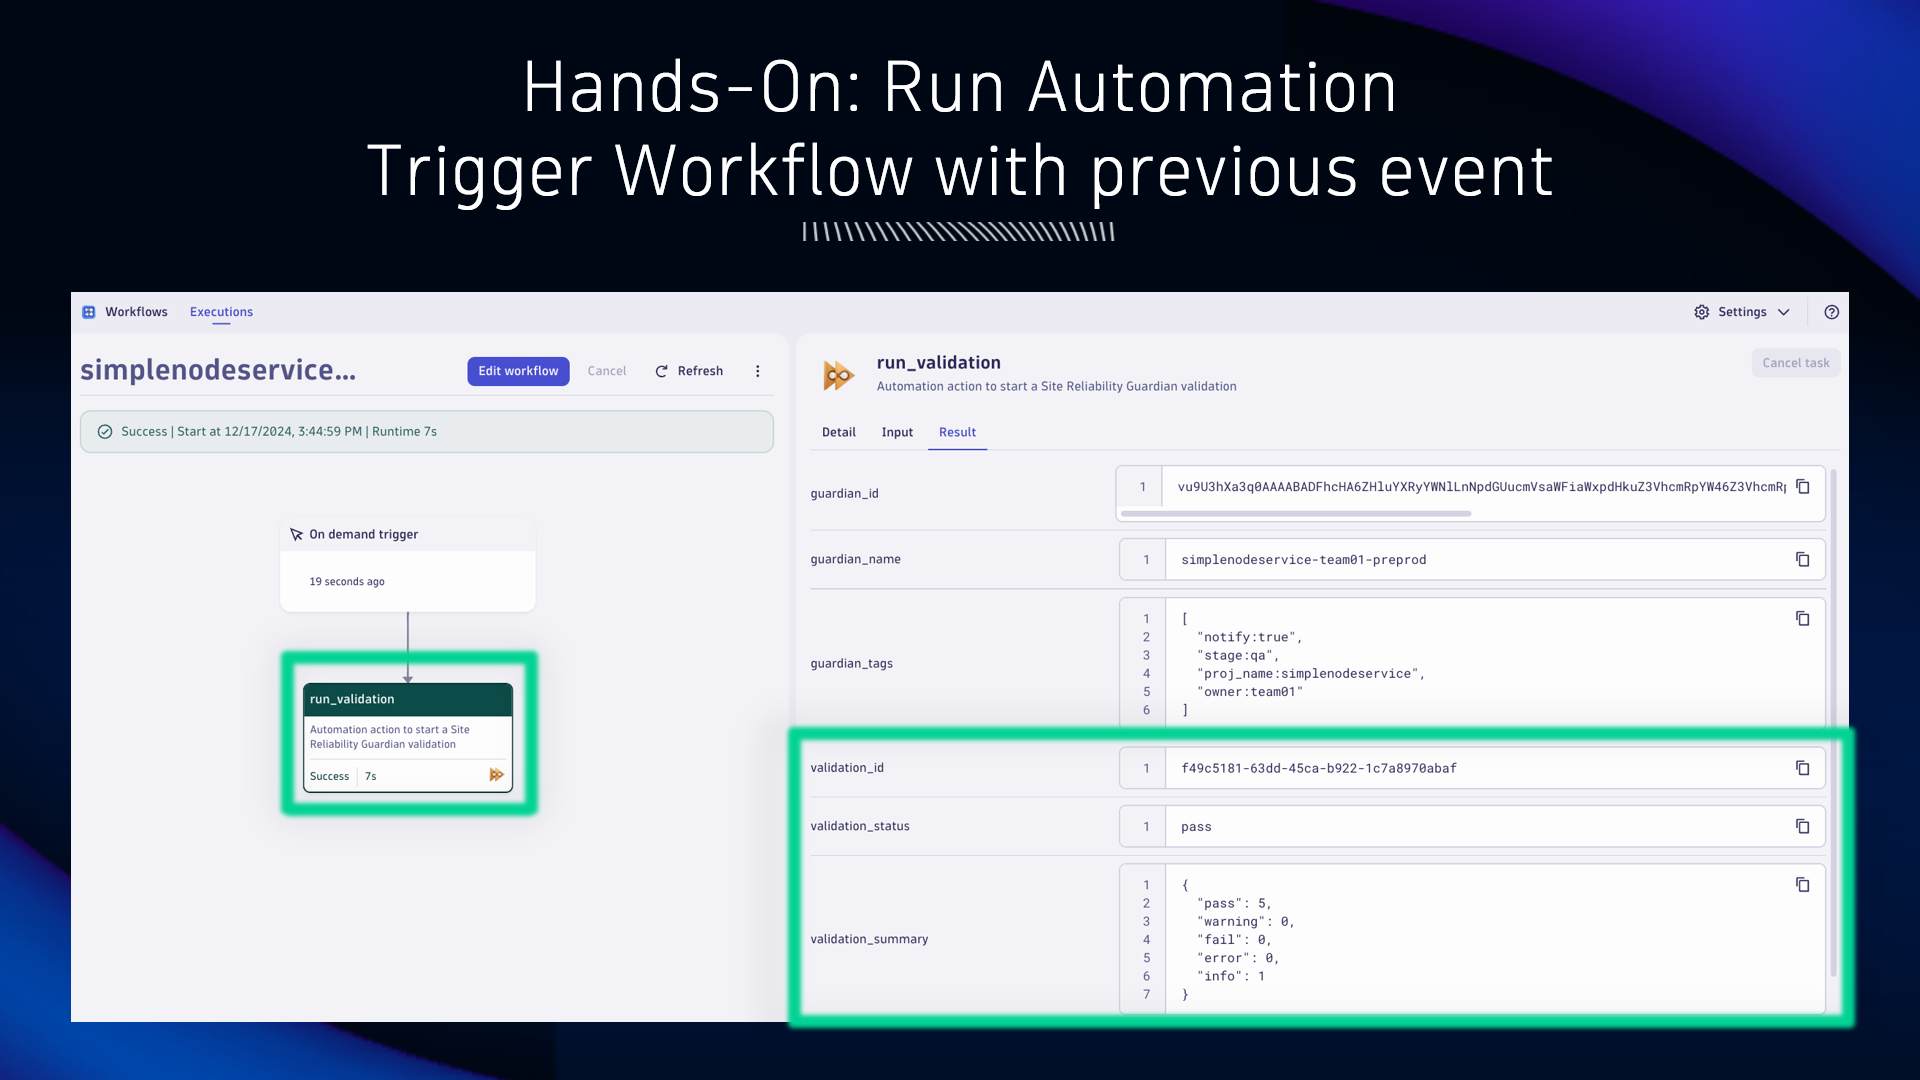 Hands-On: Run Automation
Trigger Workflow with previous event
Workflows
Executions
Settings
simplenodeservice...
Edit workflow
Cancel
Refresh
Success | Start at 12/17/2024, 3:44:59 PM | Runtime 7s
On demand trigger
19 seconds ago
run_validation
Automation action to start a Site
Reliability Guardian validation
Success
7s
run_validation
Automation action to start a Site Reliability Guardian validation
Cancel task
Detail
Input
Result
guardian_id
1
guardian_name
1 simplenodeservice-team01-preprod
guardian_tags
1 [
2 "notify:true",
3 "stage:qa",
4 "proj_name:simplenodeservice",
5 "owner:team01"
6 ]
validation_id
1 f49c5181-63dd-45ca-b922-1c7a8970abaf
validation_status
1 pass
validation_summary
1 {
2 "pass": 5,
3 "warning": 0,
4 "fail": 0,
5 "error": 0,
6 "info": 1
7 }